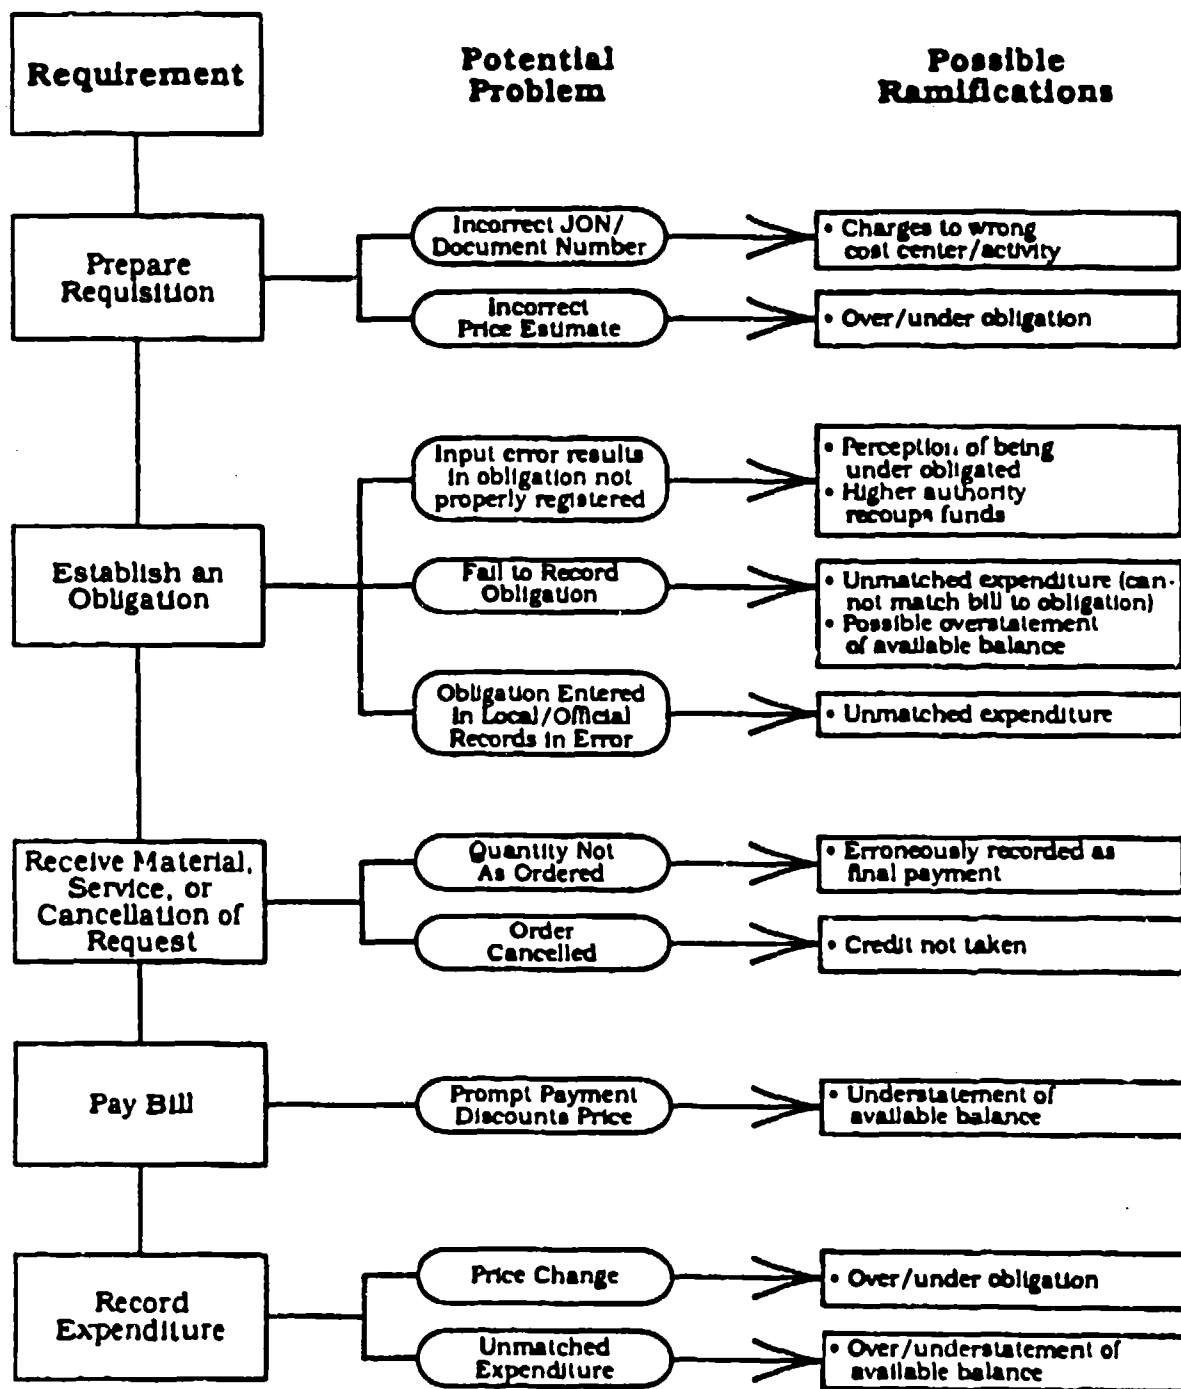 Requirement
Potential
Problem
Possible
Ramifications
Prepare
Requisition
Incorrect JON/
Document Number
• Charges to wrong
cost center/activity
Incorrect
Price Estimate
• Over/under obligation
Establish an
Obligation
Input error results
in obligation not
properly registered
• Perception of being
under obligated
• Higher authority
recoups funds
Fail to Record
Obligation
• Unmatched expenditure (can-
not match bill to obligation)
• Possible overstatement
of available balance
Obligation Entered
in Local/Official
Records in Error
• Unmatched expenditure
Receive Material,
Service, or
Cancellation of
Request
Quantity Not
As Ordered
• Erroneously recorded as
final payment
Order
Cancelled
• Credit not taken
Pay Bill
Prompt Payment
Discounts Price
• Understatement of
available balance
Record
Expenditure
Price Change
• Over/under obligation
Unmatched
Expenditure
• Over/understatement of
available balance